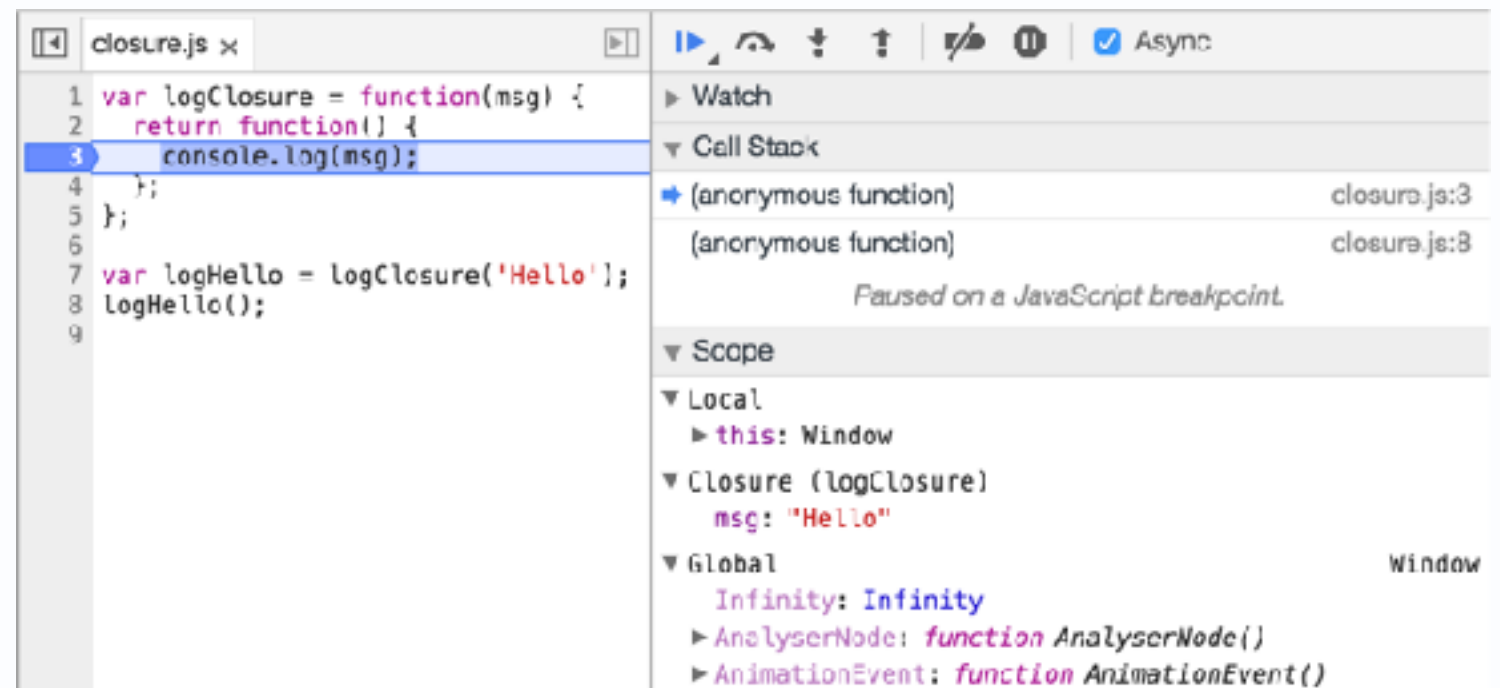 closure.js ×
1 var logClosure = function(msg) {
2 return function() {
3 console.log(msg);
4 };
5 };
6
7 var logHello = logClosure('Hello');
8 logHello();
9
Async
Watch
Call Stack
(anonymous function) closure.js:3
(anonymous function) closure.js:8
Paused on a JavaScript breakpoint.
Scope
Local
this: Window
Closure (logClosure)
msg: "Hello"
Global Window
Infinity: Infinity
AnalyserNode: function AnalyserNode()
AnimationEvent: function AnimationEvent()